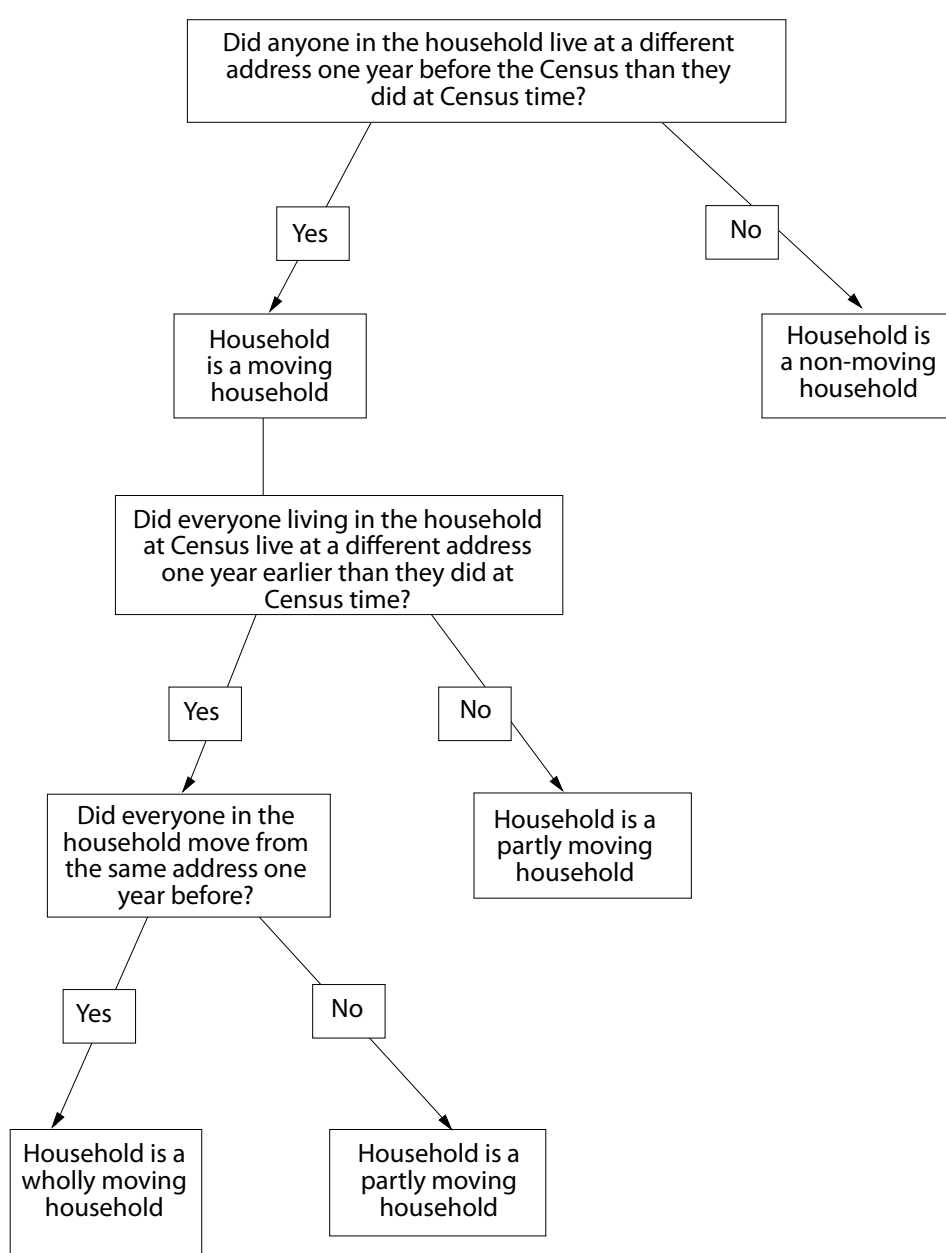 Did anyone in the household live at a different
address one year before the Census than they
did at Census time?
Yes
No
Household
is a moving
household
Household is
a non-moving
household
Did everyone living in the household
at Census live at a different address
one year earlier than they did at
Census time?
Yes
No
Did everyone in the
household move from
the same address one
year before?
Household is a
partly moving
household
Yes
No
Household is a
wholly moving
household
Household is a
partly moving
household